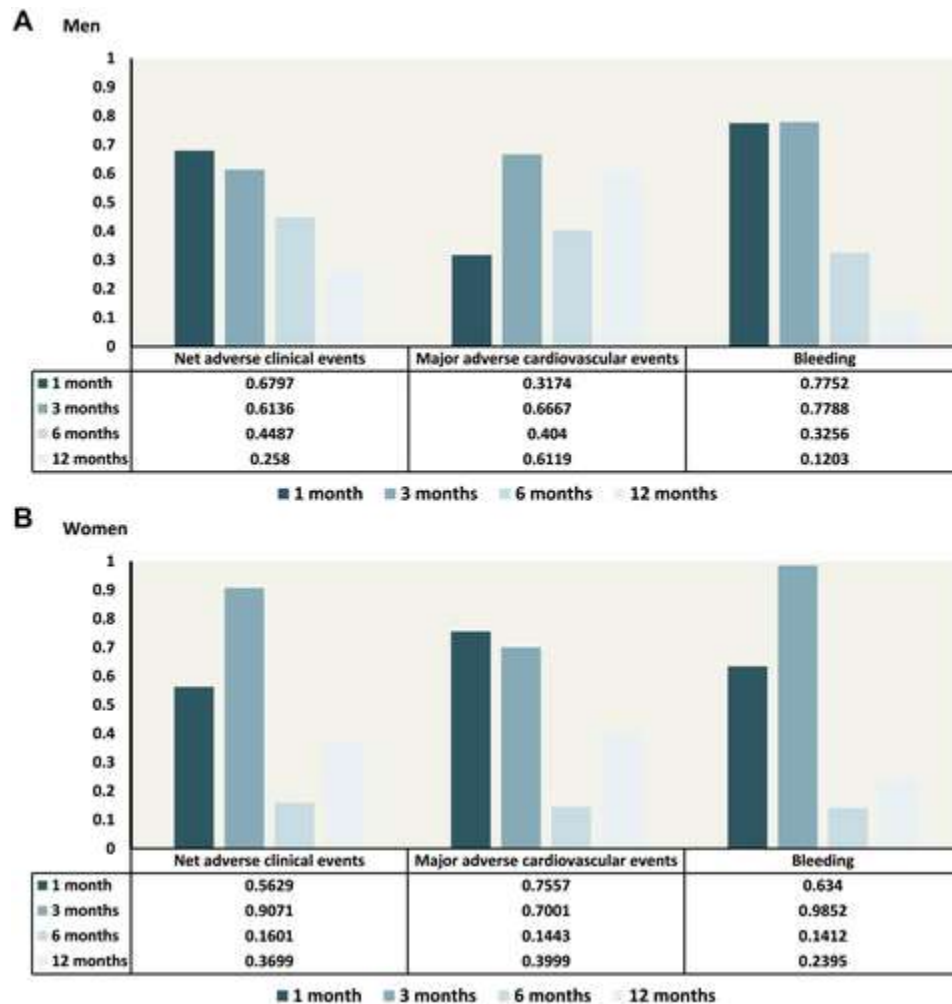 A Men
1
0.9
0.8
0.7
0.6
0.5
0.4
0.3
0.2
0.1
0
Net adverse clinical events Major adverse cardiovascular events Bleeding
1 month 0.6797 0.3174 0.7752
3 months 0.6136 0.6667 0.7788
6 months 0.4487 0.404 0.3256
12 months 0.258 0.6119 0.1203
1 month 3 months 6 months 12 months
B Women
1
0.9
0.8
0.7
0.6
0.5
0.4
0.3
0.2
0.1
0
Net adverse clinical events Major adverse cardiovascular events Bleeding
1 month 0.5629 0.7557 0.634
3 months 0.9071 0.7001 0.9852
6 months 0.1601 0.1443 0.1412
12 months 0.3699 0.3999 0.2395
1 month 3 months 6 months 12 months